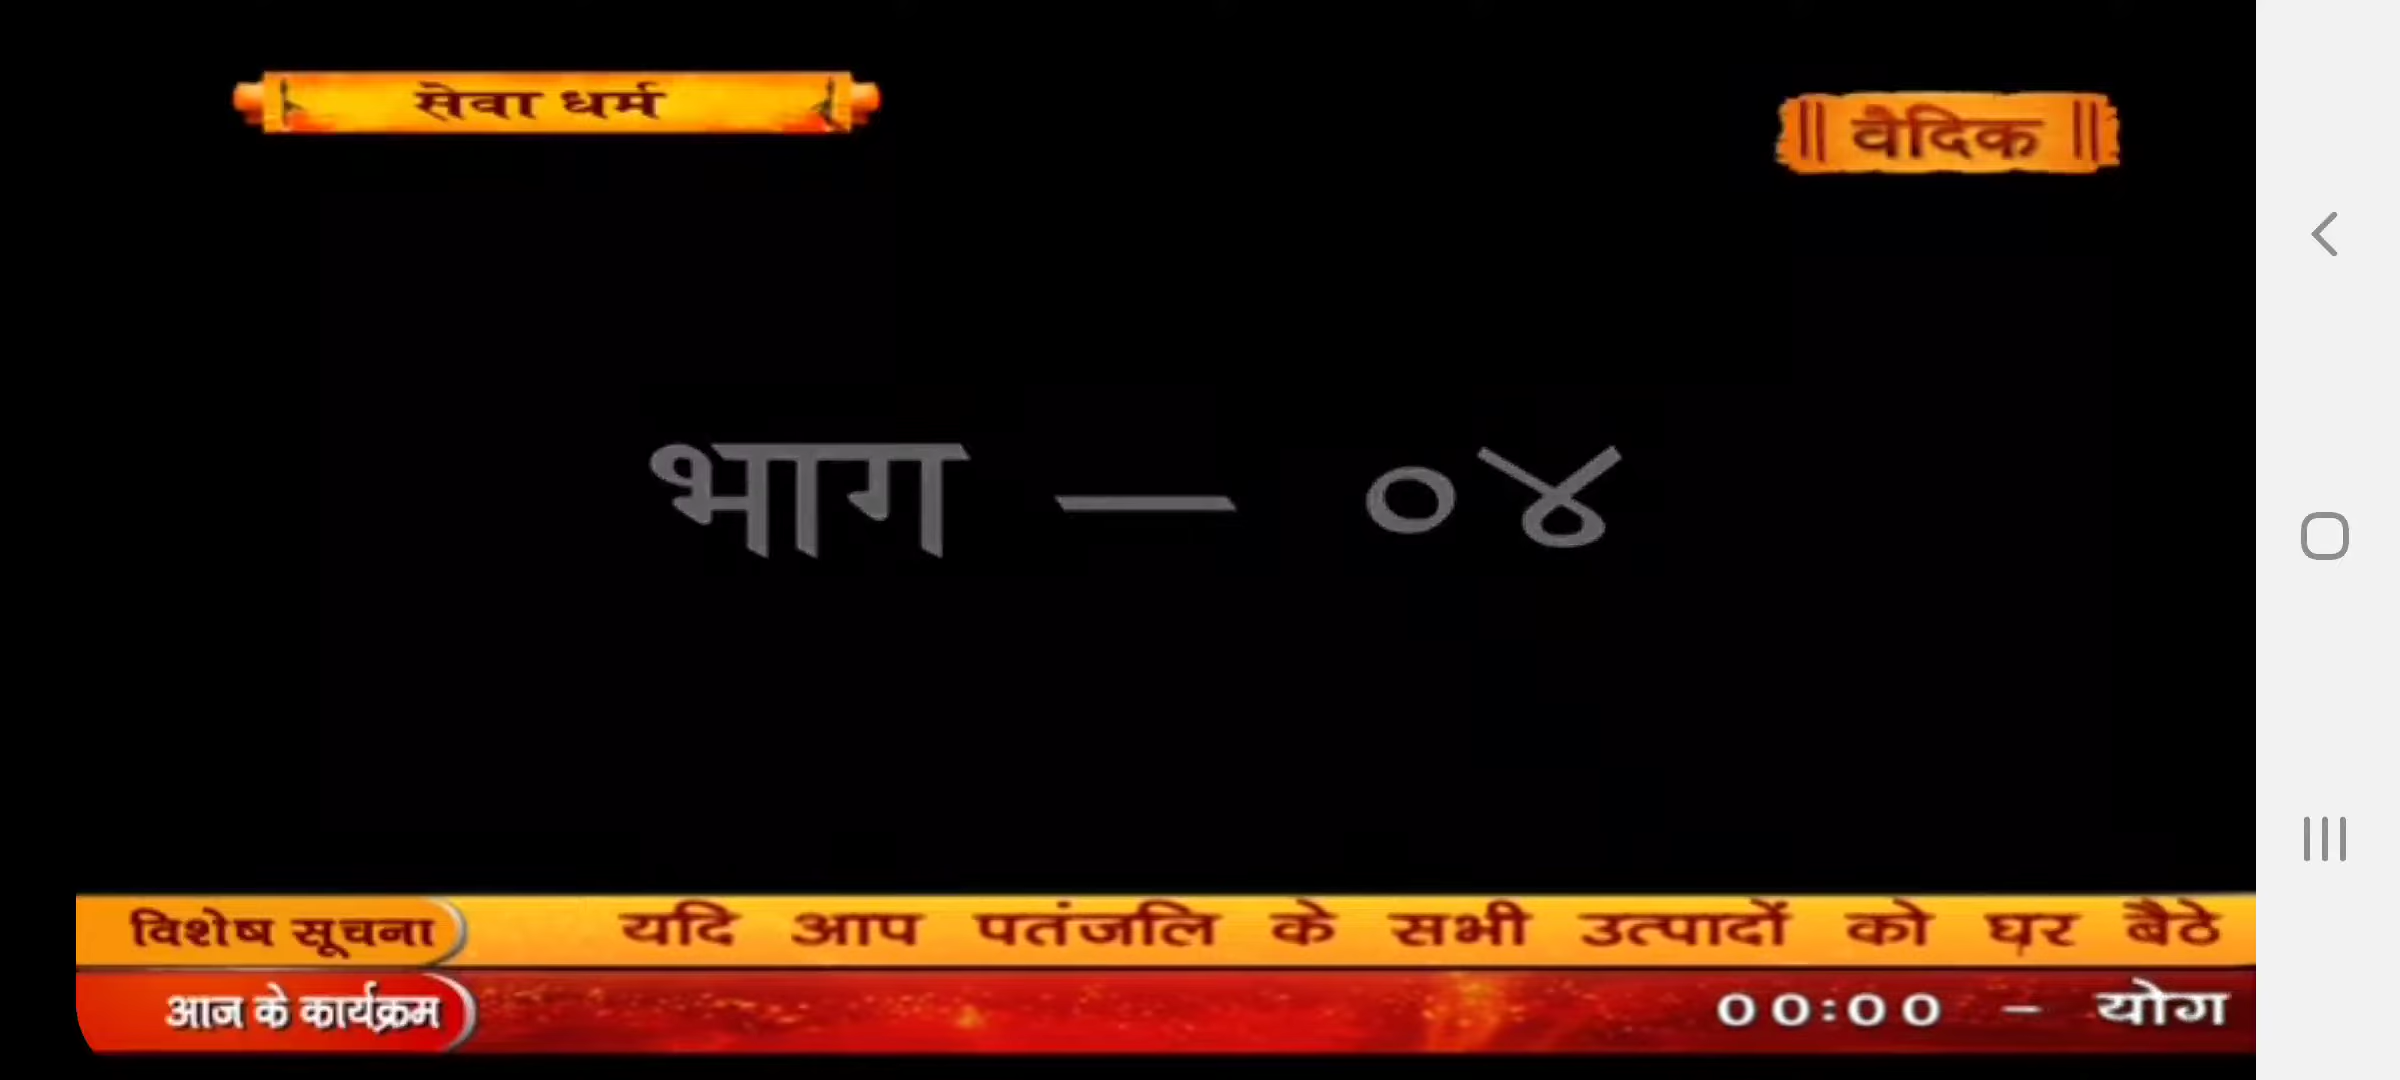 सेवा धर्म
|| वैदिक ||
भाग — ०४
विशेष सूचना
यदि आप पतंजलि के सभी उत्पादों को घर बैठे
आज के कार्यक्रम
00:00 - योग